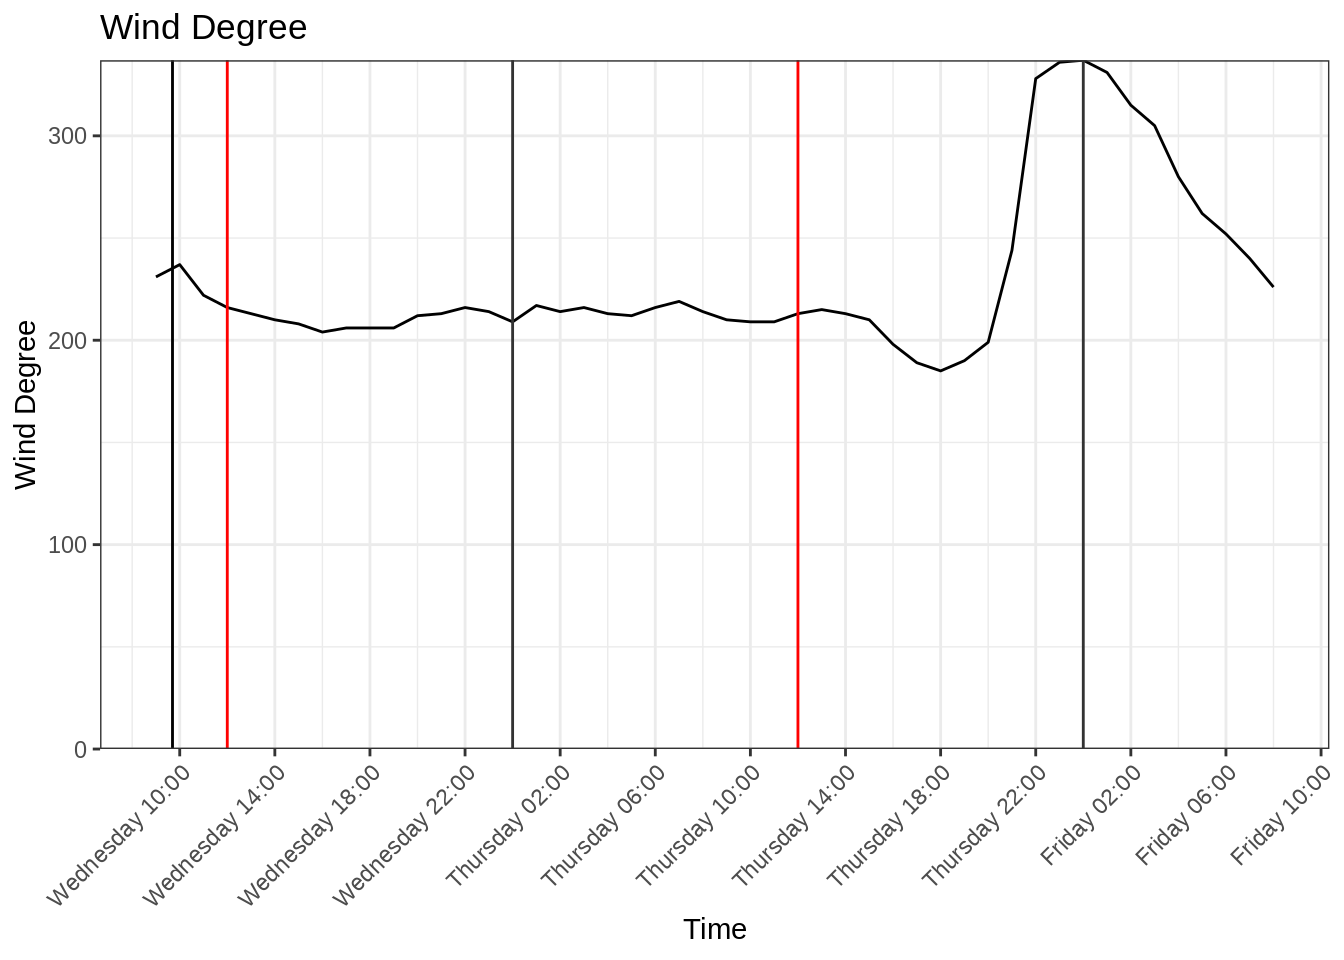 Wind Degree
Wind Degree
300
200
100
0
Wednesday 10:00
Wednesday 14:00
Wednesday 18:00
Wednesday 22:00
Thursday 02:00
Thursday 06:00
Thursday 10:00
Thursday 14:00
Thursday 18:00
Thursday 22:00
Friday 02:00
Friday 06:00
Friday 10:00
Time